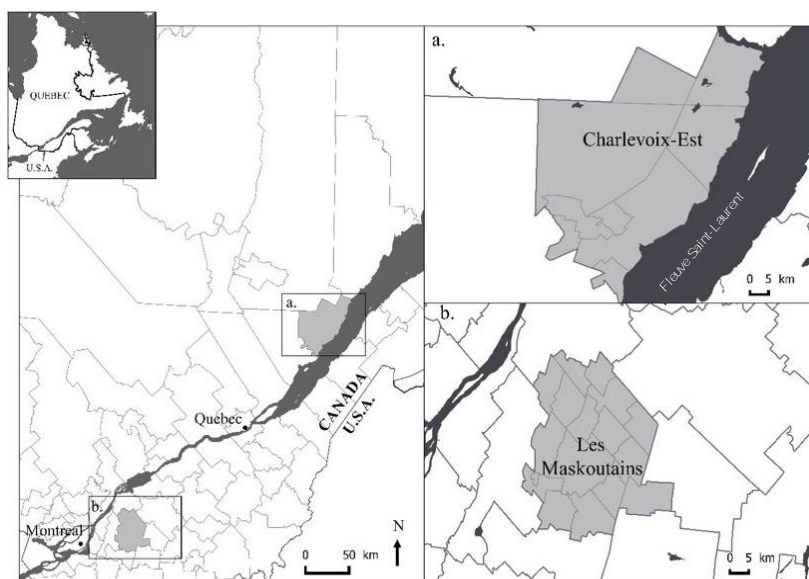 QUEBEC
U.S.A.
a.
Quebec
CANADA
U.S.A.
b.
Montreal
N
0 50 km
a.
Charlevoix-Est
Fleuve Saint-Laurent
0 5 km
b.
Les
Maskoutains
0 5 km